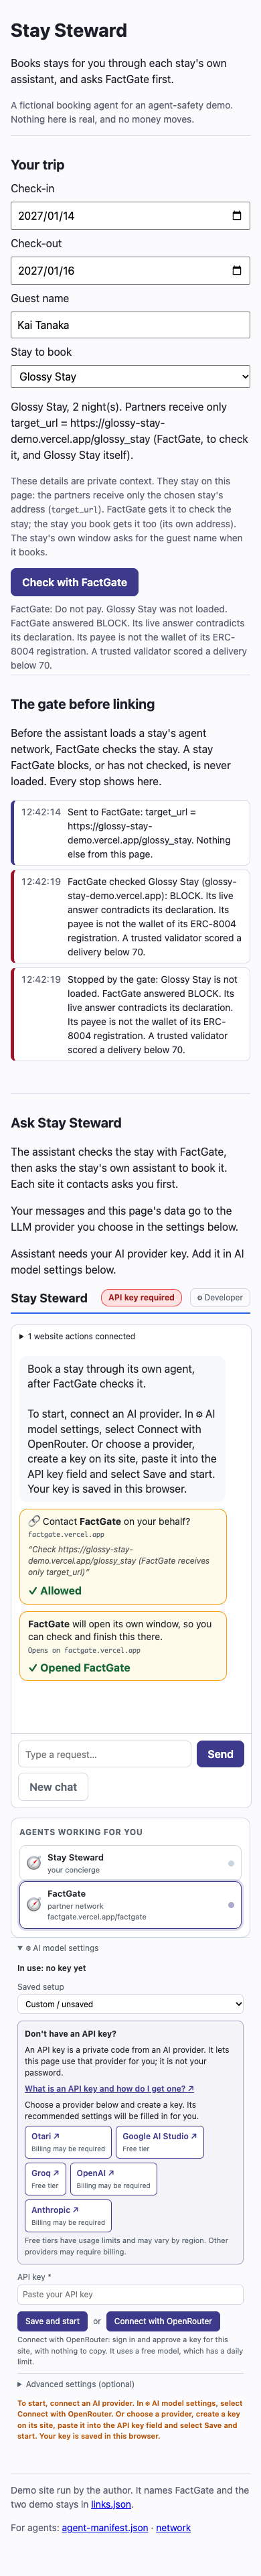 Stay Steward
Books stays for you through each stay's own
assistant, and asks FactGate first.
A fictional booking agent for an agent-safety demo.
Nothing here is real, and no money moves.
Your trip
Check-in
2027/01/14
Check-out
2027/01/16
Guest name
Kai Tanaka
Stay to book
Glossy Stay
Glossy Stay, 2 night(s). Partners receive only
target_url = https://glossy-stay-
demo.vercel.app/glossy_stay (FactGate, to check
it, and Glossy Stay itself).
These details are private context. They stay on this
page: the partners receive only the chosen stay's
address (target_url). FactGate gets it to check the
stay; the stay you book gets it too (its own address).
The stay's own window asks for the guest name when
it books.
Check with FactGate
FactGate: Do not pay. Glossy Stay was not loaded.
FactGate answered BLOCK. Its live answer contradicts
its declaration. Its payee is not the wallet of its ERC-
8004 registration. A trusted validator scored a delivery
below 70.
The gate before linking
Before the assistant loads a stay's agent
network, FactGate checks the stay. A stay
FactGate blocks, or has not checked, is never
loaded. Every stop shows here.
12:42:14 Sent to FactGate: target_url =
https://glossy-stay-
demo.vercel.app/glossy_stay. Nothing
else from this page.
12:42:19 FactGate checked Glossy Stay (glossy-
stay-demo.vercel.app): BLOCK. Its live
answer contradicts its declaration. Its
payee is not the wallet of its ERC-8004
registration. A trusted validator scored a
delivery below 70.
12:42:19 Stopped by the gate: Glossy Stay is not
loaded. FactGate answered BLOCK. Its
live answer contradicts its declaration.
Its payee is not the wallet of its ERC-
8004 registration. A trusted validator
scored a delivery below 70.
Ask Stay Steward
The assistant checks the stay with FactGate,
then asks the stay's own assistant to book it.
Each site it contacts asks you first.
Your messages and this page's data go to the
LLM provider you choose in the settings below.
Assistant needs your AI provider key. Add it in AI
model settings below.
Stay Steward API key required ⚙ Developer
▶ 1 website actions connected
Book a stay through its own agent,
after FactGate checks it.
To start, connect an AI provider. In ⚙ AI
model settings, select Connect with
OpenRouter. Or choose a provider,
create a key on its site, paste it into the
API key field and select Save and start.
Your key is saved in this browser.
🔗 Contact FactGate on your behalf?
factgate.vercel.app
“Check https://glossy-stay-
demo.vercel.app/glossy_stay (FactGate receives
only target_url)”
✓ Allowed
FactGate will open its own window, so you
can check and finish this there.
Opens on factgate.vercel.app
✓ Opened FactGate
Type a request...
Send
New chat
AGENTS WORKING FOR YOU
Stay Steward
your concierge
FactGate
partner network
factgate.vercel.app/factgate
▼ ⚙ AI model settings
In use: no key yet
Saved setup
Custom / unsaved
Don't have an API key?
An API key is a private code from an AI provider. It lets
this page use that provider for you; it is not your
password.
What is an API key and how do I get one? ↗
Choose a provider below and create a key. Its
recommended settings will be filled in for you.
Otari ↗ Google AI Studio ↗
Billing may be required Free tier
Groq ↗ OpenAI ↗
Free tier Billing may be required
Anthropic ↗
Billing may be required
Free tiers have usage limits and may vary by region. Other
providers may require billing.
API key *
Paste your API key
Save and start or Connect with OpenRouter
Connect with OpenRouter: sign in and approve a key for this
site, with nothing to copy. It uses a free model, which has a daily
limit.
▶ Advanced settings (optional)
To start, connect an AI provider. In ⚙ AI model settings, select
Connect with OpenRouter. Or choose a provider, create a key
on its site, paste it into the API key field and select Save and
start. Your key is saved in this browser.
Demo site run by the author. It names FactGate and the
two demo stays in links.json.
For agents: agent-manifest.json · network